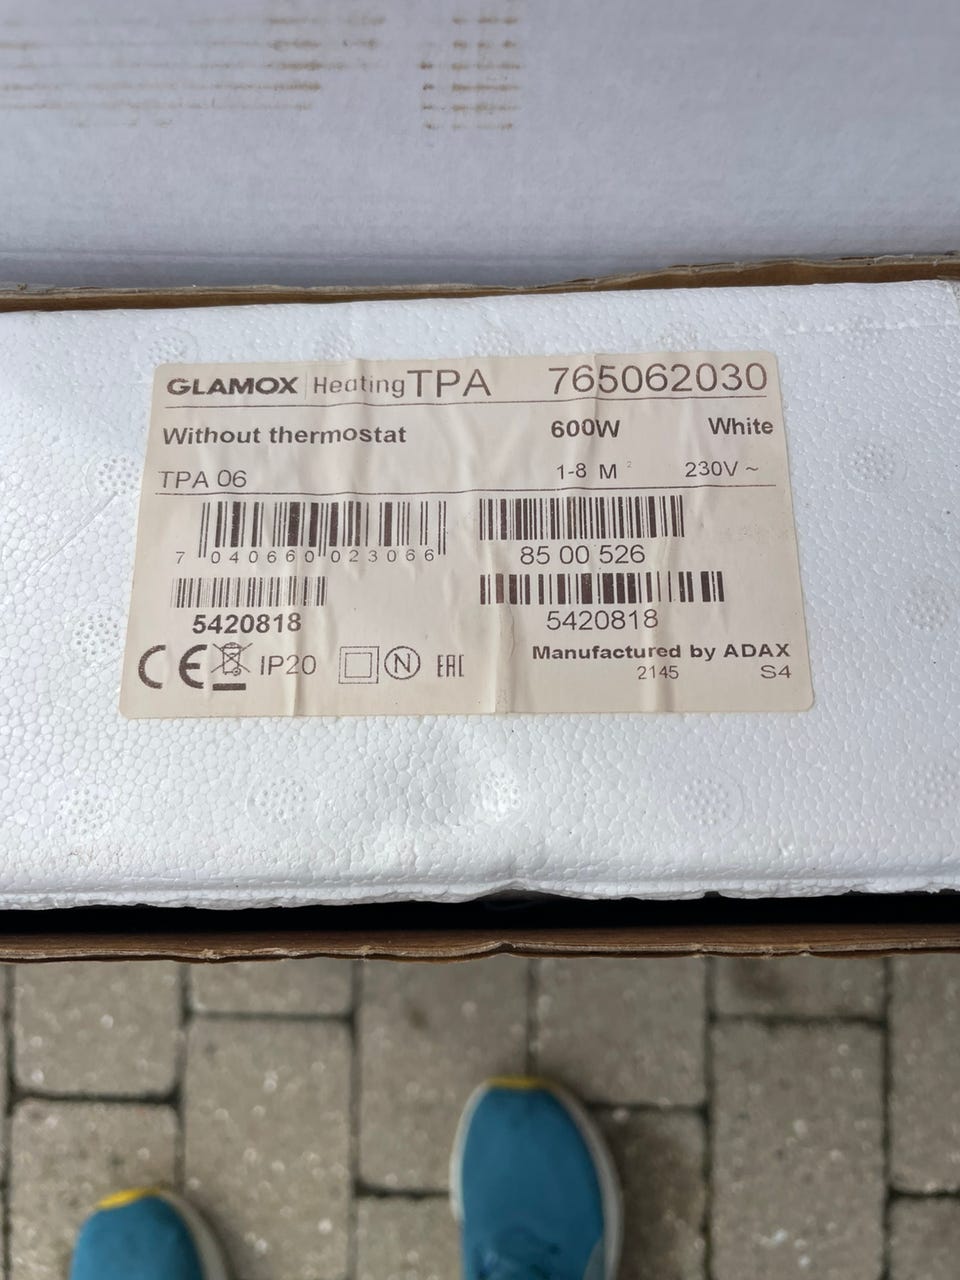 GLAMOX Heating TPA 765062030
Without thermostat 600W White
TPA 06 1-8 M² 230V ~
7 040660 023066
85 00 526
5420818
5420818
CE IP20 N EAC
Manufactured by ADAX
2145 S4